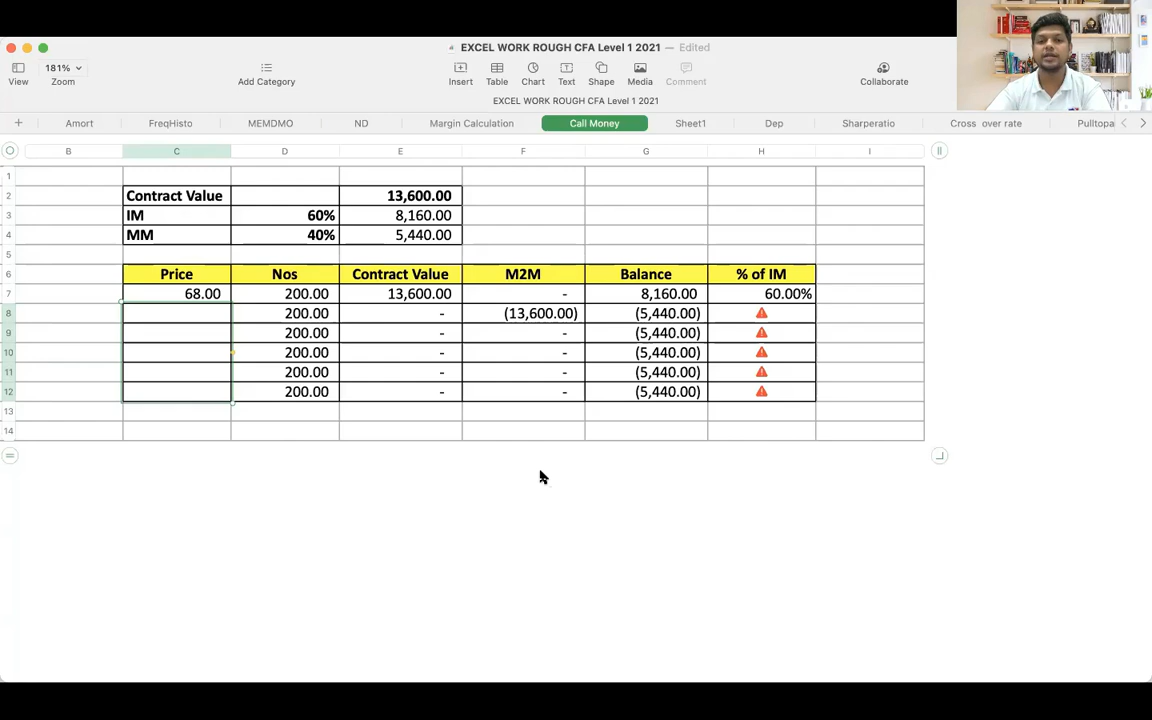 EXCEL WORK ROUGH CFA Level 1 2021 — Edited
181%
View Zoom Add Category Insert Table Chart Text Shape Media Comment Collaborate
EXCEL WORK ROUGH CFA Level 1 2021
Amort FreqHisto MEMDMO ND Margin Calculation Call Money Sheet1 Dep Sharperatio Cross over rate Pulltopa
B C D E F G H I
1
2 Contract Value 13,600.00
3 IM 60% 8,160.00
4 MM 40% 5,440.00
5
6 Price Nos Contract Value M2M Balance % of IM
7 68.00 200.00 13,600.00 - 8,160.00 60.00%
8 200.00 - (13,600.00) (5,440.00)
9 200.00 - - (5,440.00)
10 200.00 - - (5,440.00)
11 200.00 - - (5,440.00)
12 200.00 - - (5,440.00)
13
14